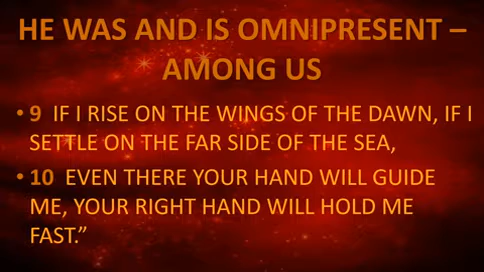 HE WAS AND IS OMNIPRESENT –
AMONG US
• 9 IF I RISE ON THE WINGS OF THE DAWN, IF I
SETTLE ON THE FAR SIDE OF THE SEA,
• 10 EVEN THERE YOUR HAND WILL GUIDE
ME, YOUR RIGHT HAND WILL HOLD ME
FAST.”